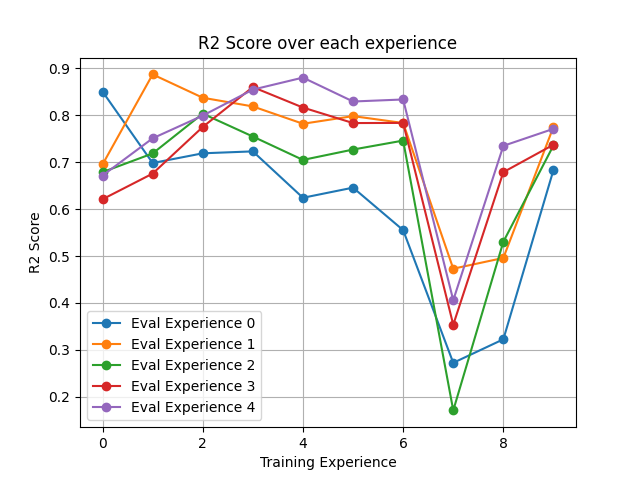 R2 Score over each experience
R2 Score
0.9
0.8
0.7
0.6
0.5
0.4
0.3
0.2
Eval Experience 0
Eval Experience 1
Eval Experience 2
Eval Experience 3
Eval Experience 4
0 2 4 6 8
Training Experience